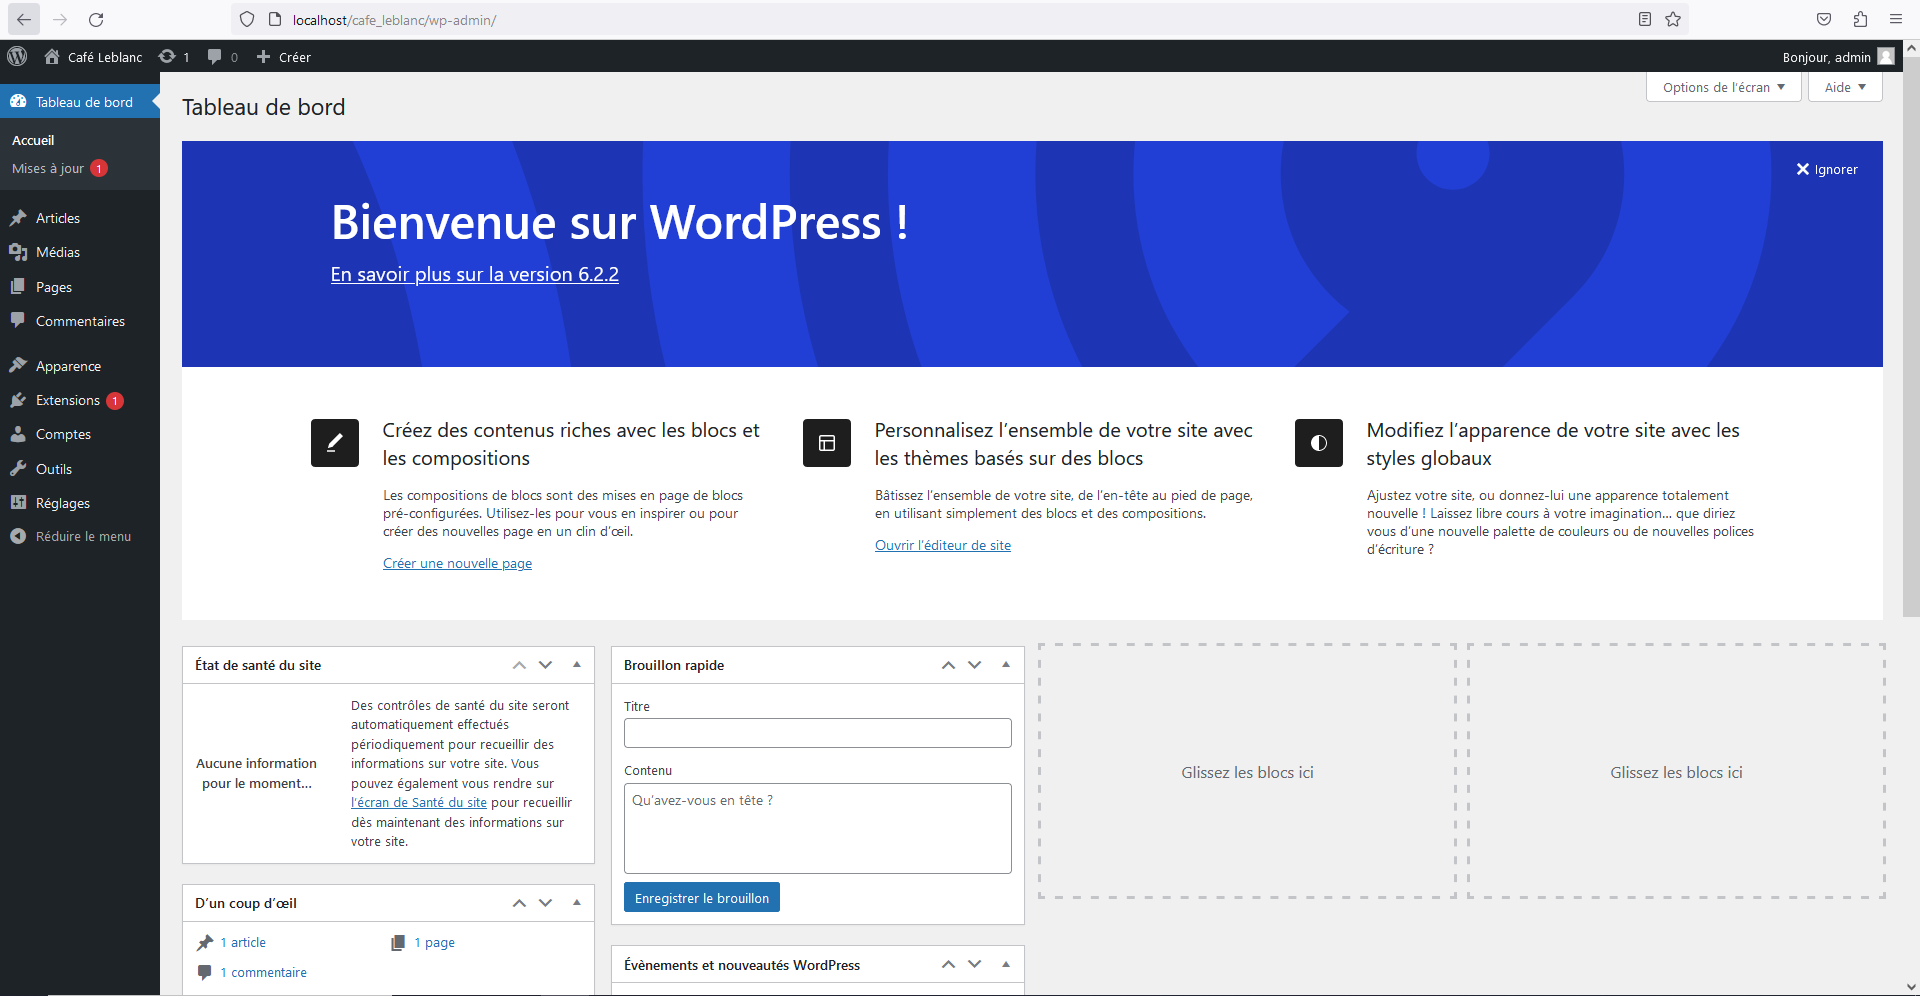 localhost/cafe_leblanc/wp-admin/
Café Leblanc 1 0 Créer Bonjour, admin
Tableau de bord
Accueil
Mises à jour 1
Articles
Médias
Pages
Commentaires
Apparence
Extensions 1
Comptes
Outils
Réglages
Réduire le menu
Options de l’écran
Aide
Tableau de bord
Ignorer
Bienvenue sur WordPress !
En savoir plus sur la version 6.2.2
Créez des contenus riches avec les blocs et
les compositions
Les compositions de blocs sont des mises en page de blocs
pré-configurées. Utilisez-les pour vous en inspirer ou pour
créer des nouvelles page en un clin d’œil.
Créer une nouvelle page
Personnalisez l’ensemble de votre site avec
les thèmes basés sur des blocs
Bâtissez l’ensemble de votre site, de l’en-tête au pied de page,
en utilisant simplement des blocs et des compositions.
Ouvrir l’éditeur de site
Modifiez l’apparence de votre site avec les
styles globaux
Ajustez votre site, ou donnez-lui une apparence totalement
nouvelle ! Laissez libre cours à votre imagination… que diriez
vous d’une nouvelle palette de couleurs ou de nouvelles polices
d’écriture ?
État de santé du site
Aucune information
pour le moment…
Des contrôles de santé du site seront
automatiquement effectués
périodiquement pour recueillir des
informations sur votre site. Vous
pouvez également vous rendre sur
l’écran de Santé du site pour recueillir
dès maintenant des informations sur
votre site.
D’un coup d’œil
1 article
1 page
1 commentaire
Brouillon rapide
Titre
Contenu
Qu’avez-vous en tête ?
Enregistrer le brouillon
Évènements et nouveautés WordPress
Glissez les blocs ici
Glissez les blocs ici